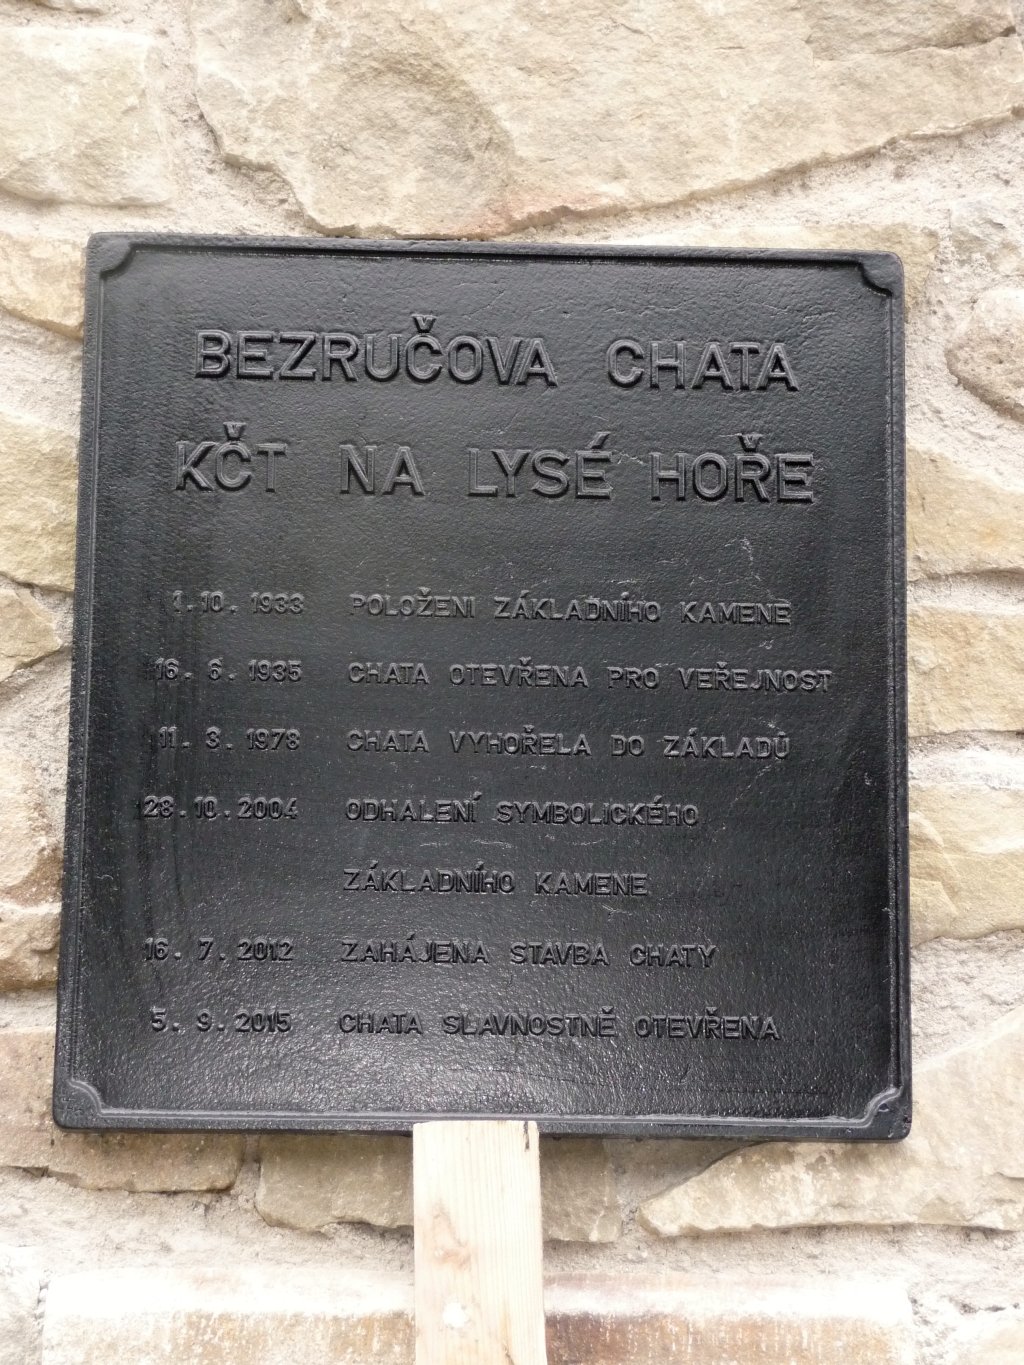 BEZRUČOVA CHATA
KČT NA LYSÉ HOŘE
1. 10. 1933 POLOŽENI ZÁKLADNÍHO KAMENE
16. 6. 1935 CHATA OTEVŘENA PRO VEŘEJNOST
11. 3. 1978 CHATA VYHOŘELA DO ZÁKLADŮ
28. 10. 2004 ODHALENÍ SYMBOLICKÉHO
ZÁKLADNÍHO KAMENE
16. 7. 2012 ZAHÁJENA STAVBA CHATY
5. 9. 2015 CHATA SLAVNOSTNĚ OTEVŘENA